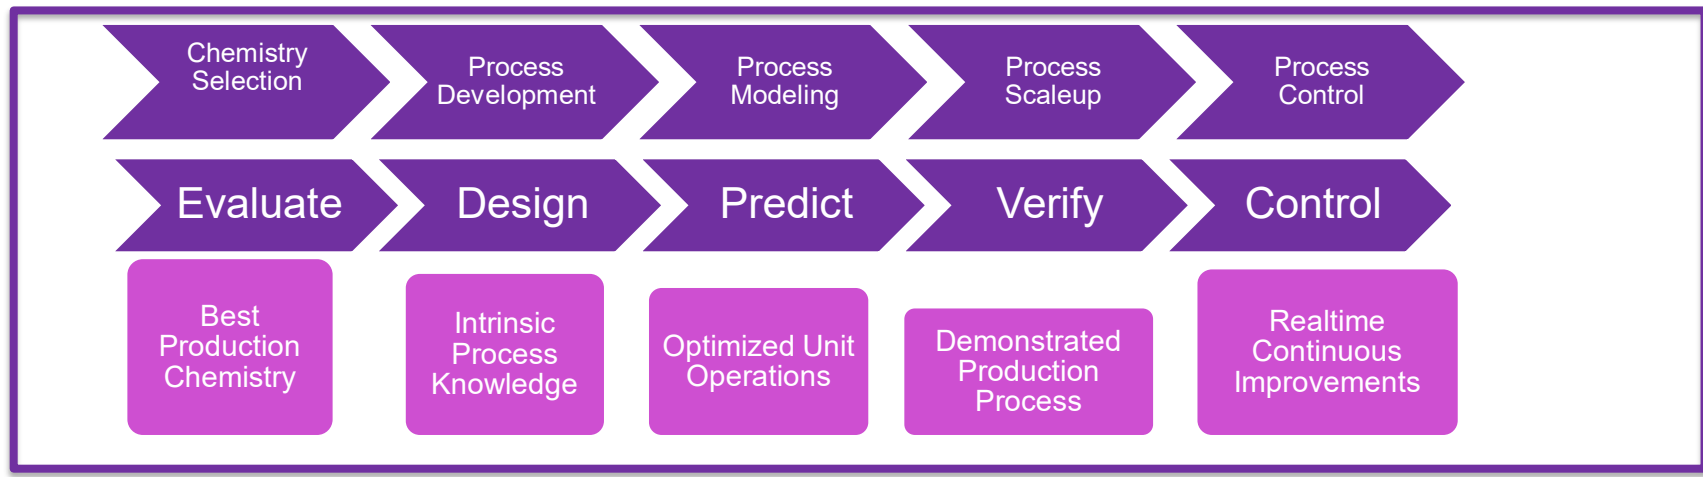 Chemistry
Selection
Process
Development
Process
Modeling
Process
Scaleup
Process
Control
Evaluate
Design
Predict
Verify
Control
Best
Production
Chemistry
Intrinsic
Process
Knowledge
Optimized Unit
Operations
Demonstrated
Production
Process
Realtime
Continuous
Improvements